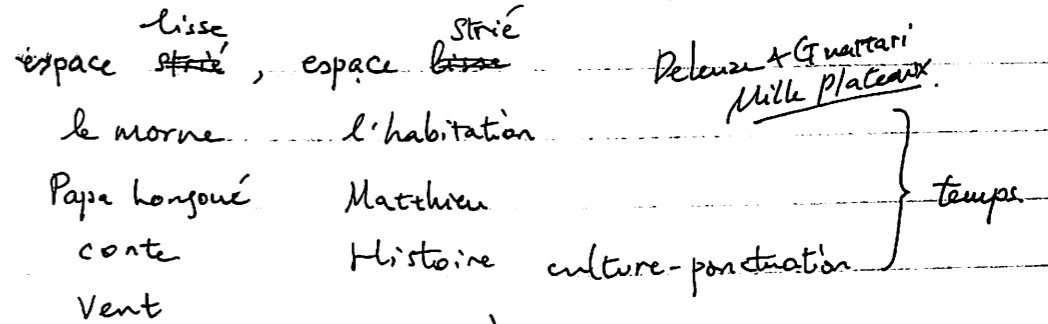 lisse strié
espace strié, espace lisse Deleuze + Guattari
Mille Plateaux.
le morne l'habitation
Papa Longoué Matthieu temps
conte Histoire culture-ponctuation
Vent